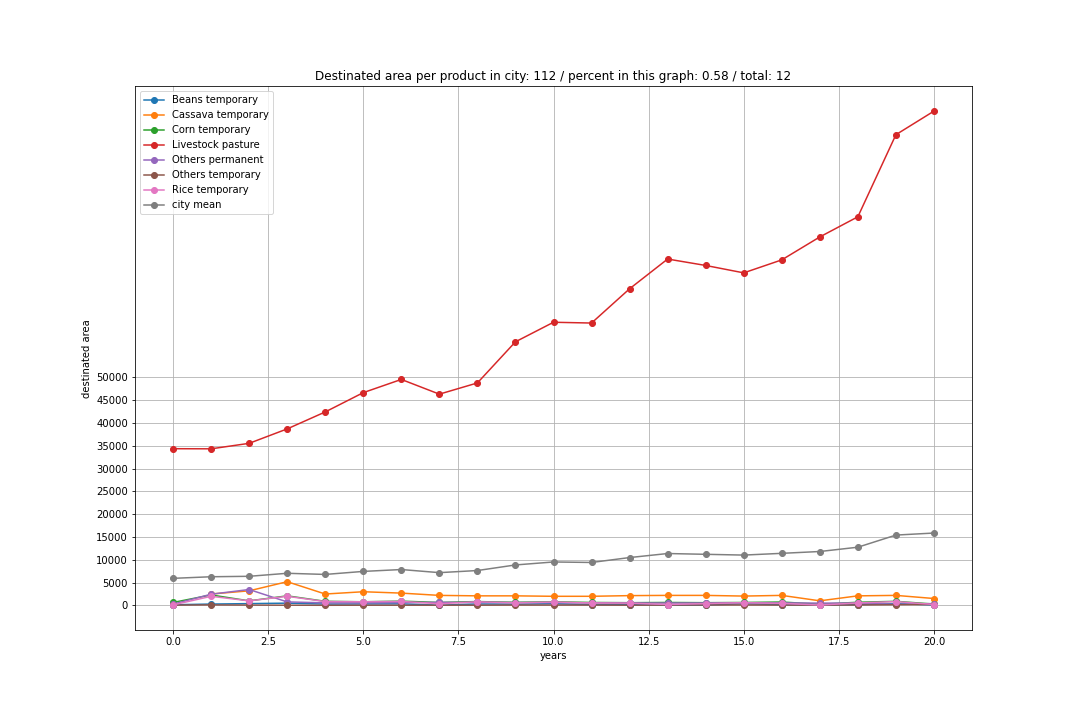 Destinated area per product in city: 112 / percent in this graph: 0.58 / total: 12
Beans temporary
Cassava temporary
Corn temporary
Livestock pasture
Others permanent
Others temporary
Rice temporary
city mean
destinated area
50000
45000
40000
35000
30000
25000
20000
15000
10000
5000
0
0.0 2.5 5.0 7.5 10.0 12.5 15.0 17.5 20.0
years